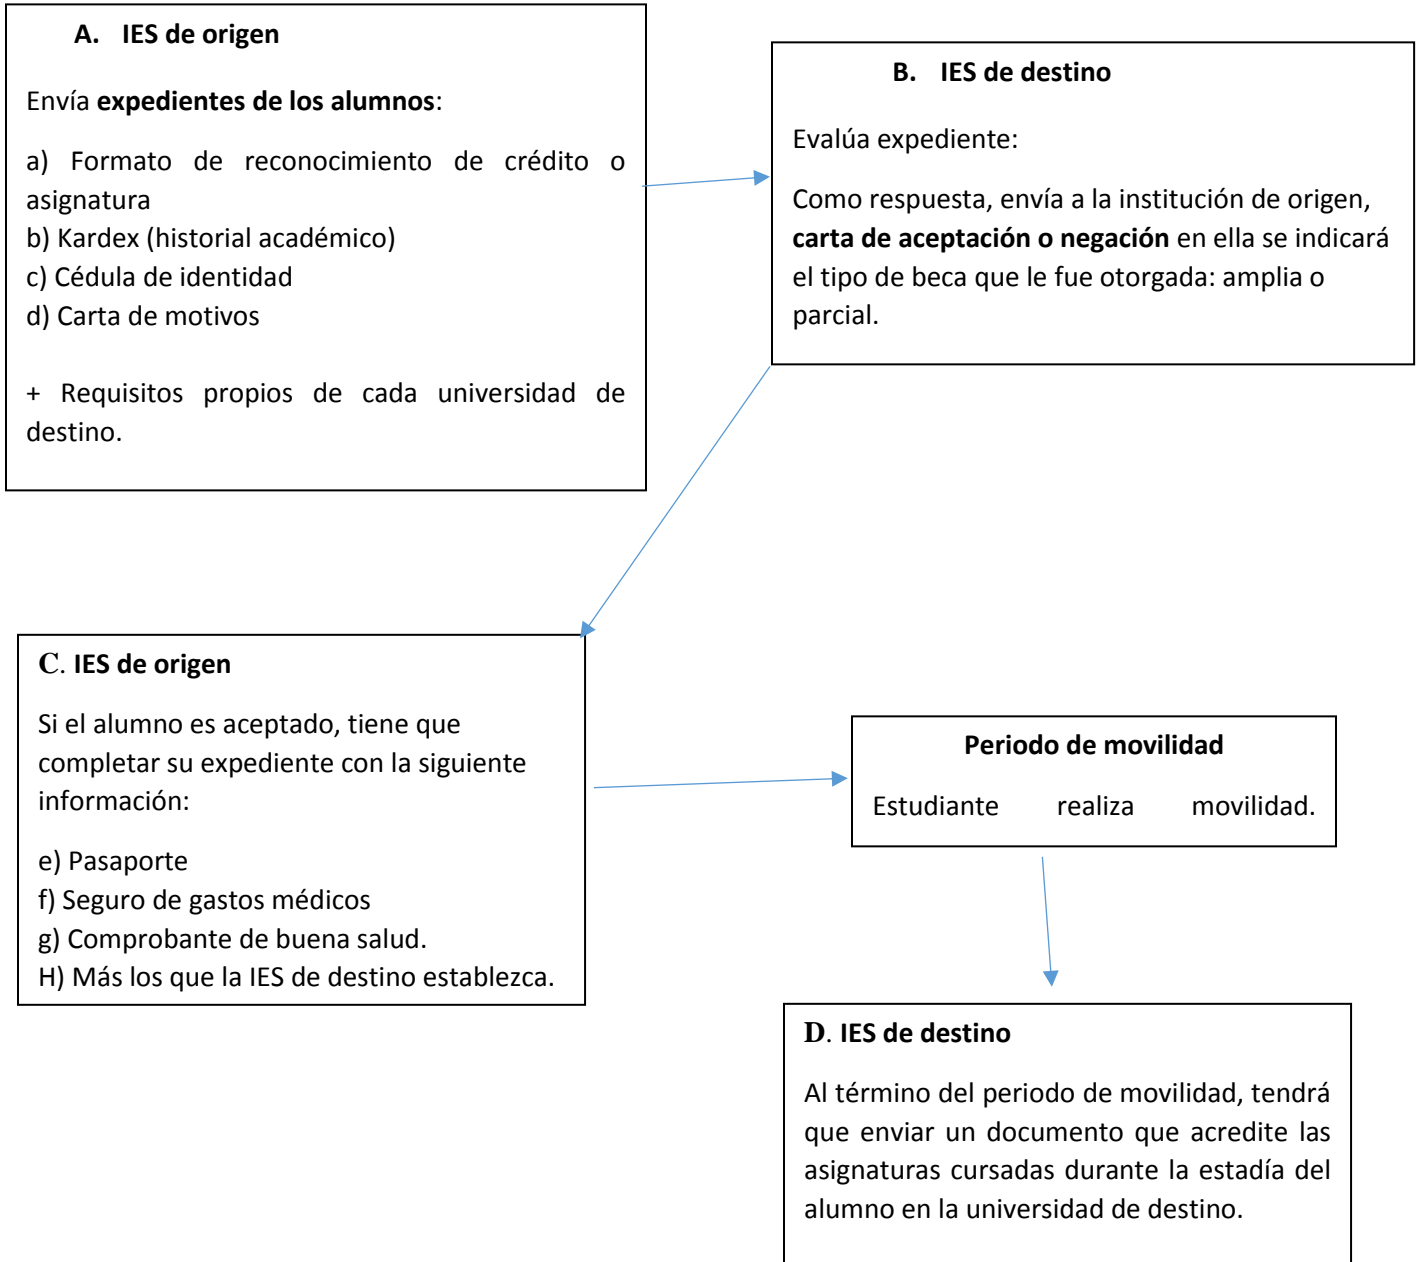 A. IES de origen
Envía expedientes de los alumnos:
a) Formato de reconocimiento de crédito o
asignatura
b) Kardex (historial académico)
c) Cédula de identidad
d) Carta de motivos
+ Requisitos propios de cada universidad de
destino.
B. IES de destino
Evalúa expediente:
Como respuesta, envía a la institución de origen,
carta de aceptación o negación en ella se indicará
el tipo de beca que le fue otorgada: amplia o
parcial.
C. IES de origen
Si el alumno es aceptado, tiene que
completar su expediente con la siguiente
información:
e) Pasaporte
f) Seguro de gastos médicos
g) Comprobante de buena salud.
H) Más los que la IES de destino establezca.
Periodo de movilidad
Estudiante realiza movilidad.
D. IES de destino
Al término del periodo de movilidad, tendrá
que enviar un documento que acredite las
asignaturas cursadas durante la estadía del
alumno en la universidad de destino.